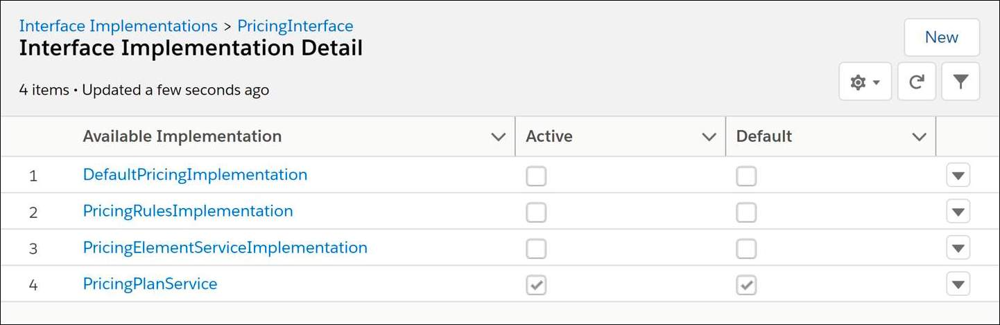 Interface Implementations > PricingInterface
Interface Implementation Detail
New
4 items • Updated a few seconds ago
Available Implementation Active Default
1 DefaultPricingImplementation
2 PricingRulesImplementation
3 PricingElementServiceImplementation
4 PricingPlanService